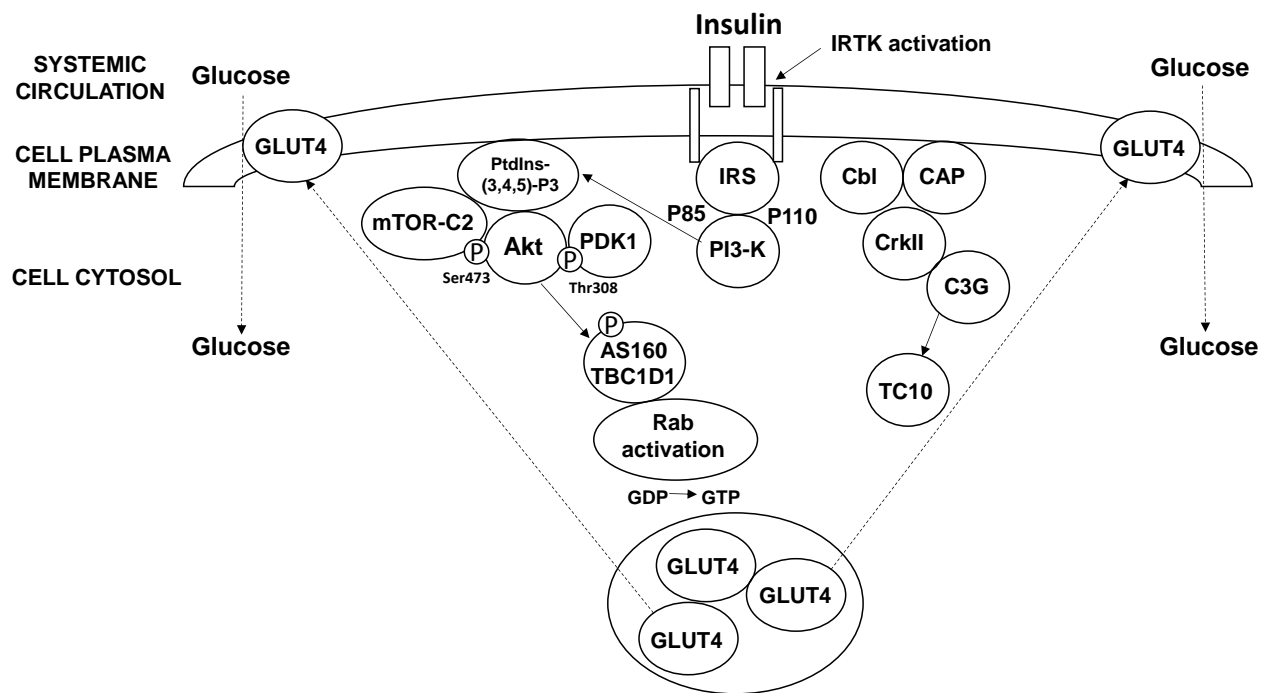 Insulin
IRTK activation
SYSTEMIC
CIRCULATION
Glucose
Glucose
CELL PLASMA
MEMBRANE
GLUT4
GLUT4
PtdIns-
(3,4,5)-P3
IRS
Cbl
CAP
mTOR-C2
P85
P110
Akt
PDK1
PI3-K
CrkII
P
P
Ser473
Thr308
CELL CYTOSOL
C3G
Glucose
Glucose
P
AS160
TBC1D1
TC10
Rab
activation
GDP
GTP
GLUT4
GLUT4
GLUT4